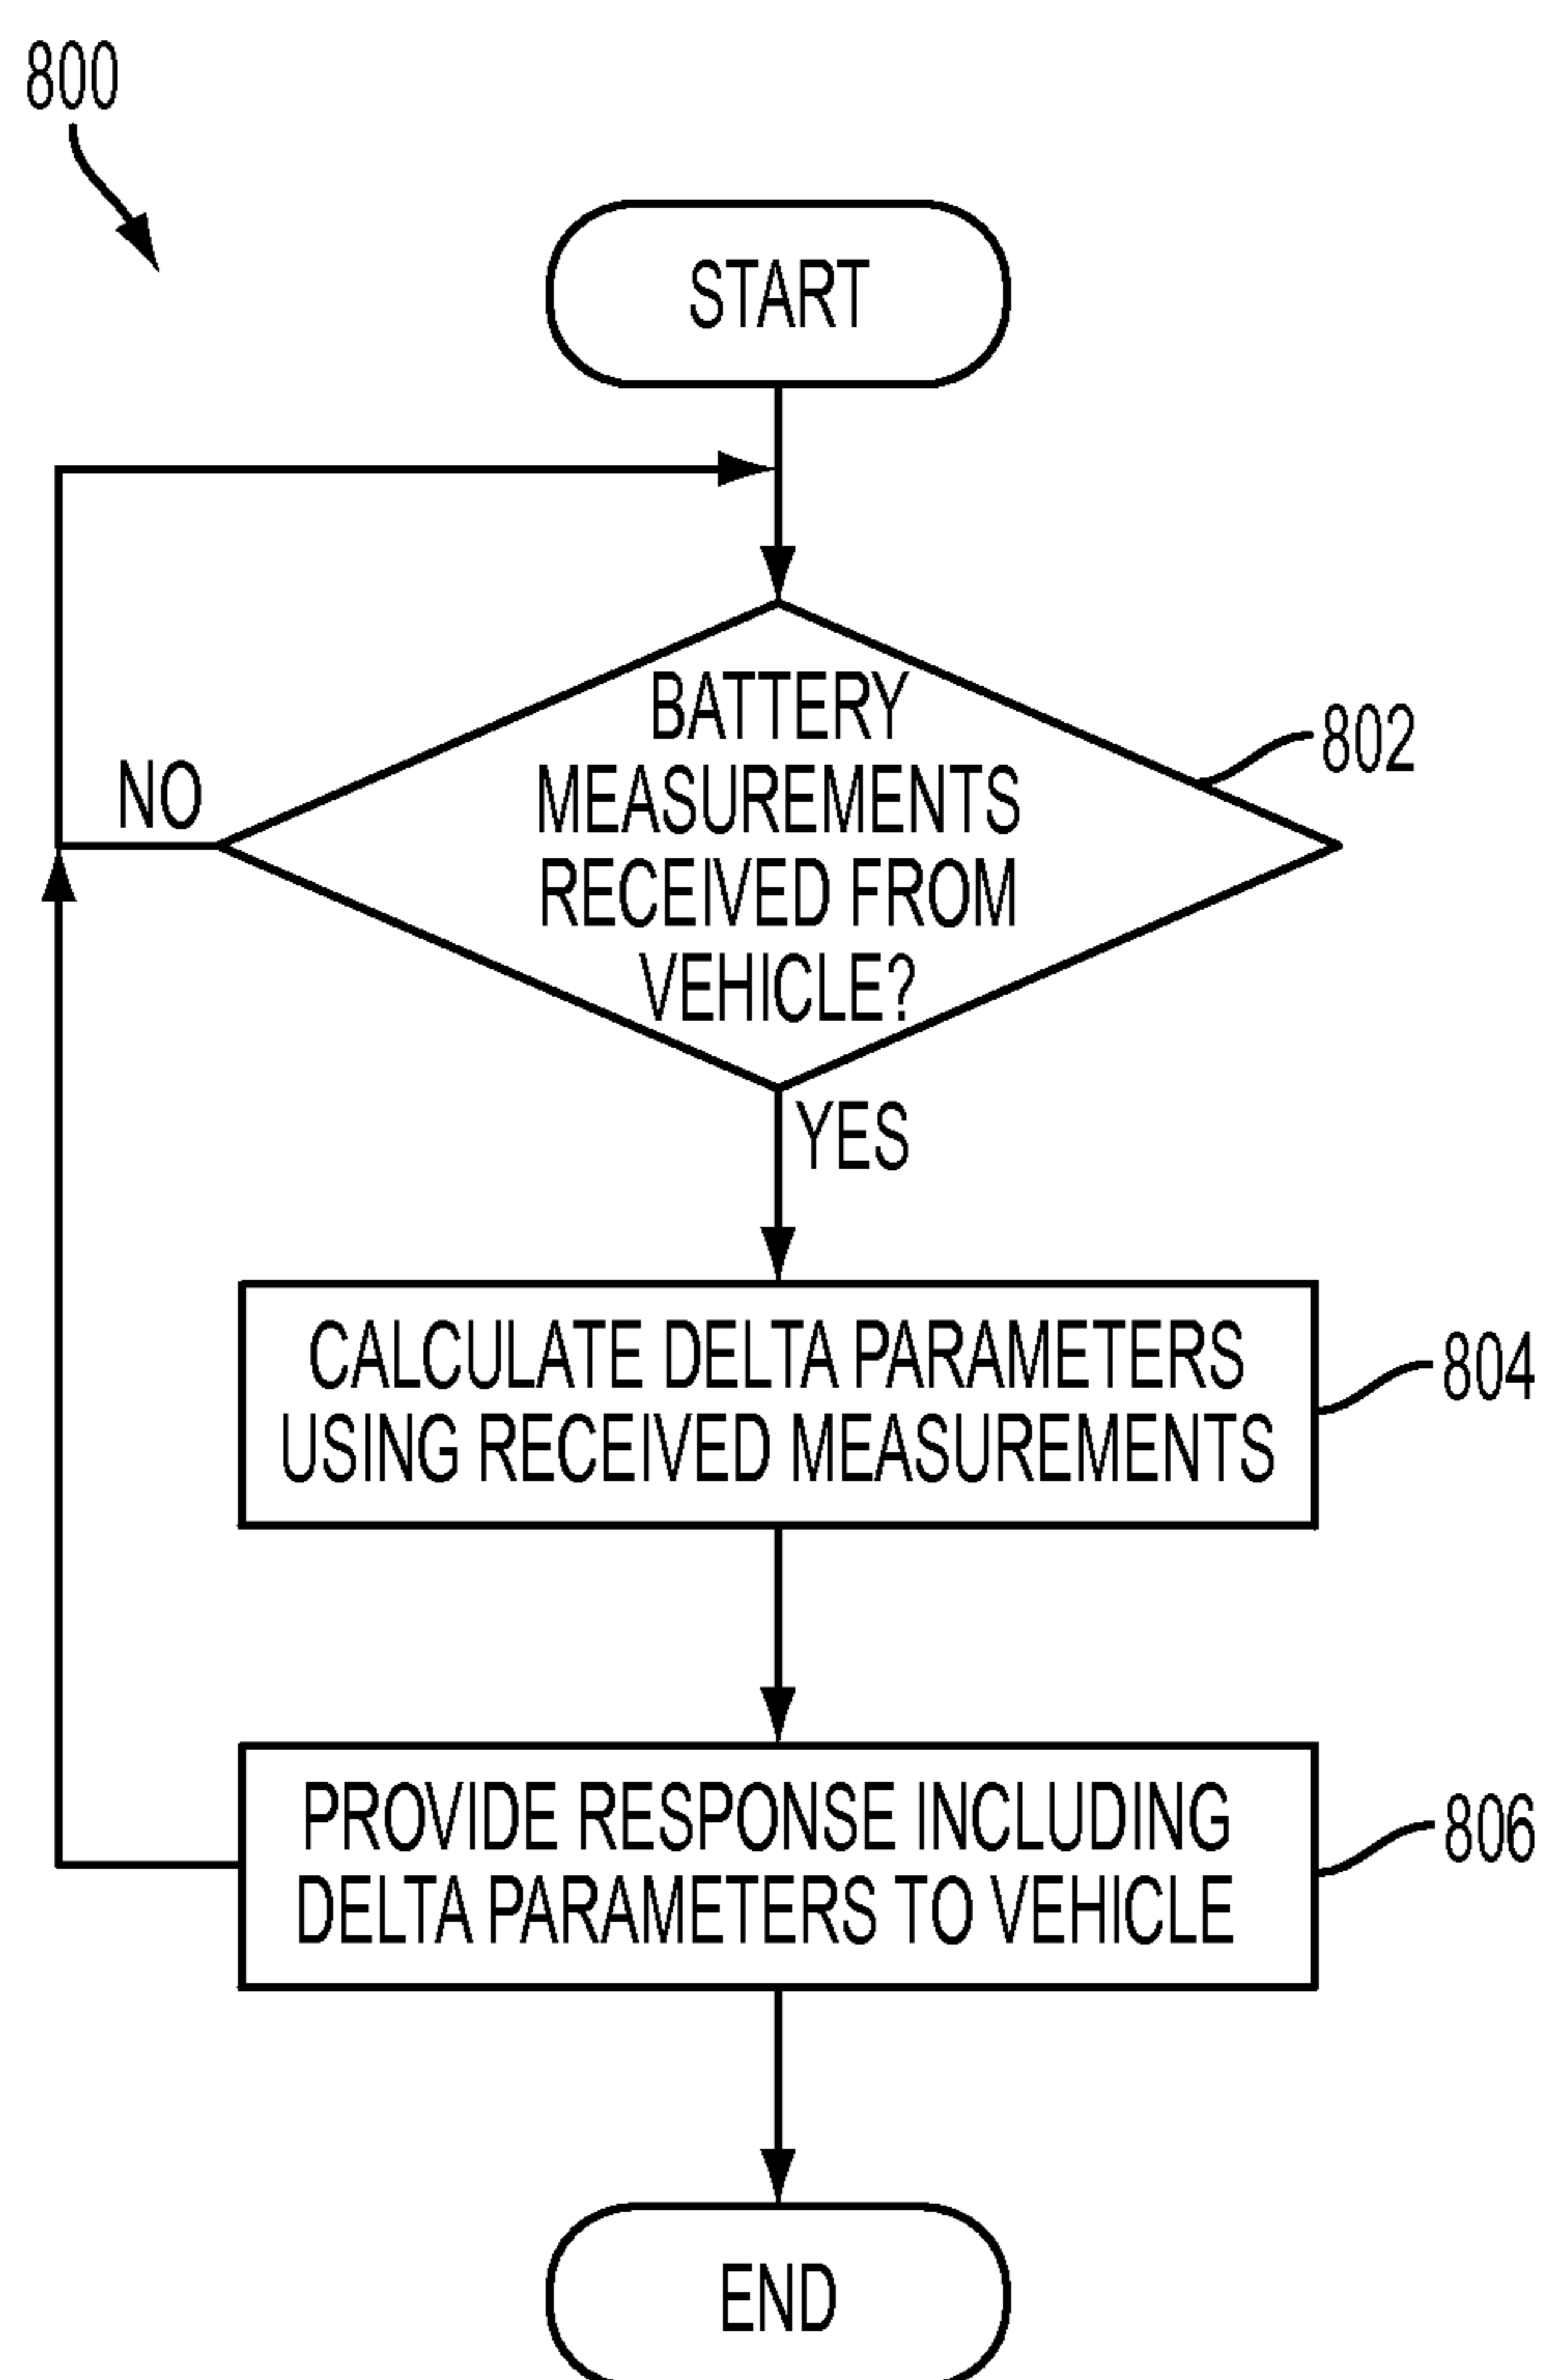 800
START
BATTERY
MEASUREMENTS
RECEIVED FROM
VEHICLE?
802
NO
YES
CALCULATE DELTA PARAMETERS
USING RECEIVED MEASUREMENTS
804
PROVIDE RESPONSE INCLUDING
DELTA PARAMETERS TO VEHICLE
806
END